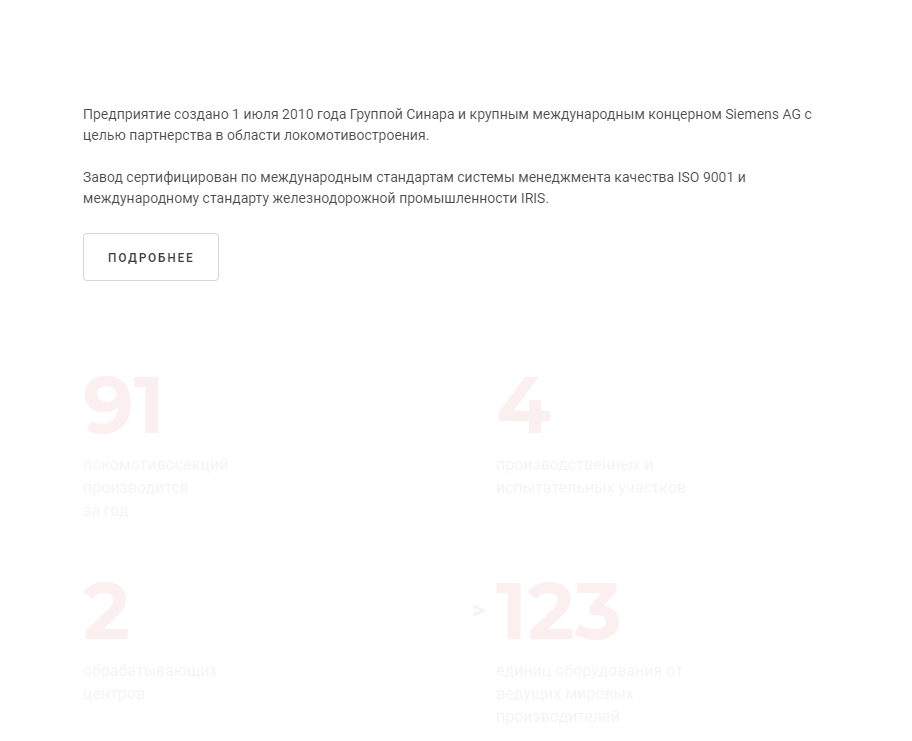 Предприятие создано 1 июля 2010 года Группой Синара и крупным международным концерном Siemens AG с
целью партнерства в области локомотивостроения.
Завод сертифицирован по международным стандартам системы менеджмента качества ISO 9001 и
международному стандарту железнодорожной промышленности IRIS.
ПОДРОБНЕЕ
91
локомотивосекций
производится
за год
4
производственных и
испытательных участков
2
обрабатывающих
центров
> 123
единиц оборудования от
ведущих мировых
производителей